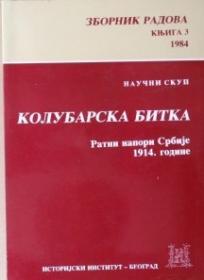 ЗБОРНИК РАДОВА
КЊИГА 3
1984
НАУЧНИ СКУП
КОЛУБАРСКА БИТКА
Ратни напори Србије
1914. године
ИСТОРИЈСКИ ИНСТИТУТ – БЕОГРАД